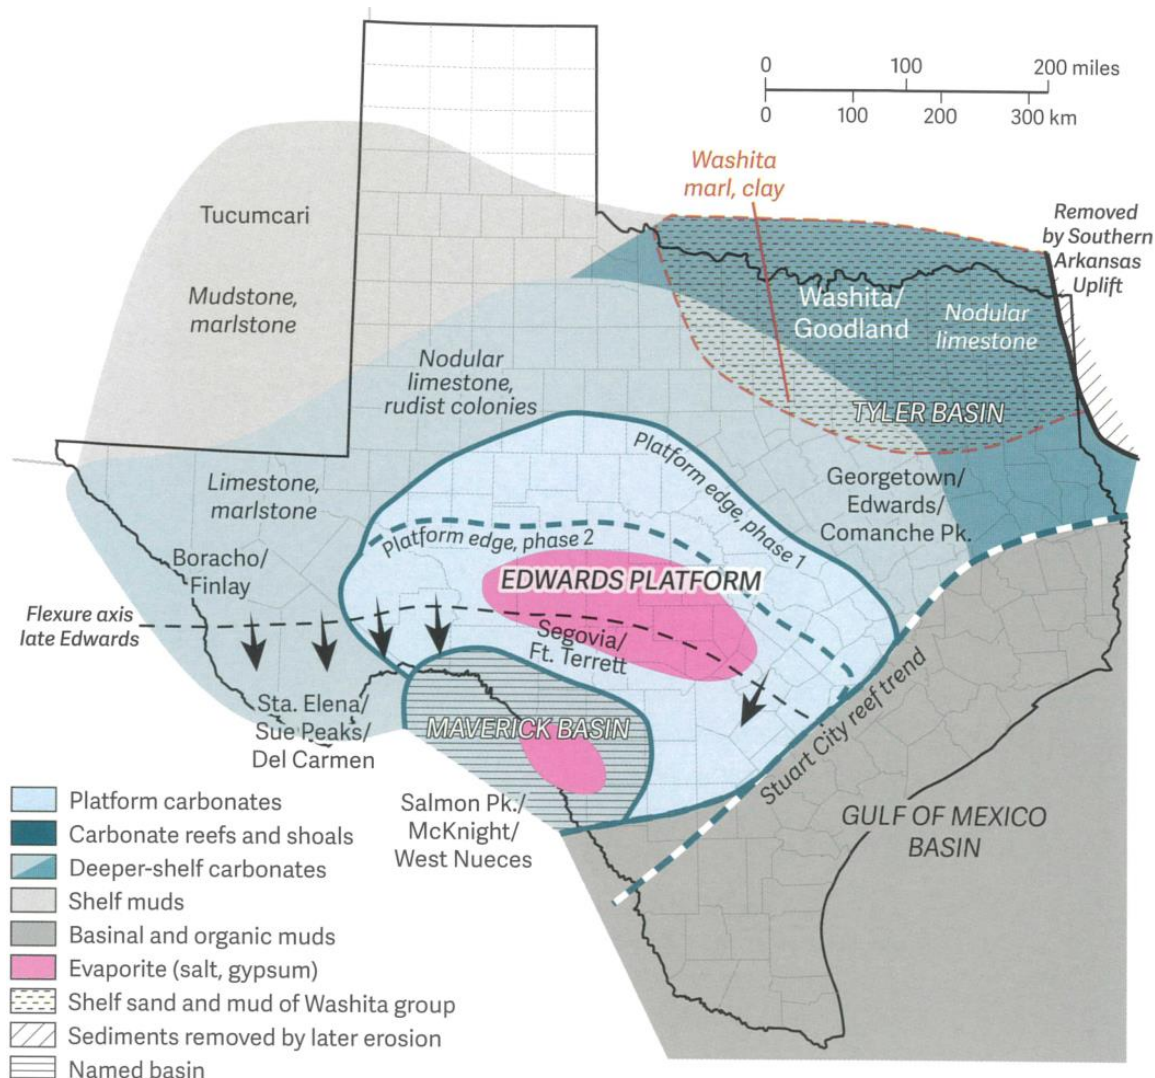 0 100 200 miles
0 100 200 300 km
Washita
marl, clay
Removed
by Southern
Arkansas
Uplift
Tucumcari
Mudstone,
marlstone
Washita/
Goodland
Nodular
limestone
Nodular
limestone,
rudist colonies
TYLER BASIN
Platform edge, phase 1
Limestone,
marlstone
Georgetown/
Edwards/
Comanche Pk.
Platform edge, phase 2
Boracho/
Finlay
EDWARDS PLATFORM
Flexure axis
late Edwards
Segovia/
Ft. Terrett
Sta. Elena/
Sue Peaks/
Del Carmen
MAVERICK BASIN
Stuart City reef trend
Salmon Pk./
McKnight/
West Nueces
GULF OF MEXICO
BASIN
Platform carbonates
Carbonate reefs and shoals
Deeper-shelf carbonates
Shelf muds
Basinal and organic muds
Evaporite (salt, gypsum)
Shelf sand and mud of Washita group
Sediments removed by later erosion
Named basin